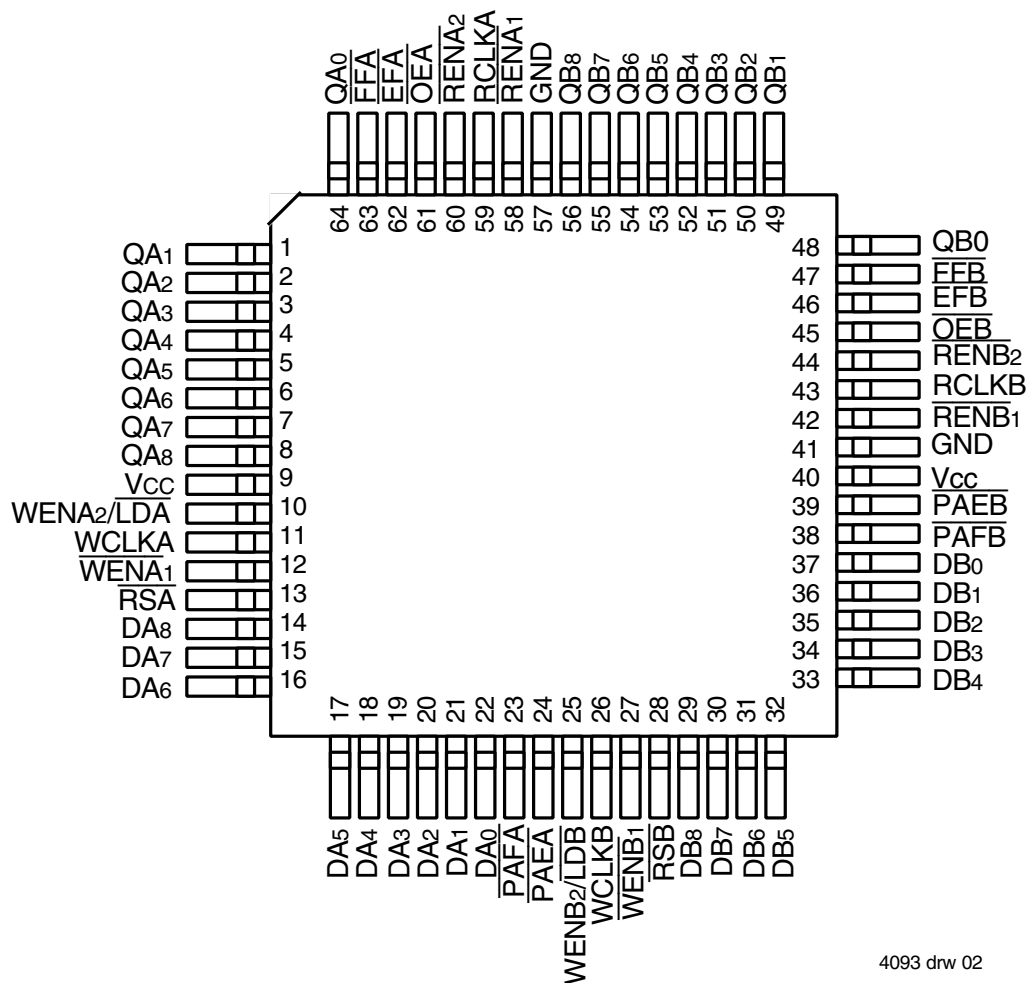 QA0
FFA
EFA
OEA
RENA2
RCLKA
RENA1
GND
QB8
QB7
QB6
QB5
QB4
QB3
QB2
QB1
64
63
62
61
60
59
58
57
56
55
54
53
52
51
50
49
QA1 1
QA2 2
QA3 3
QA4 4
QA5 5
QA6 6
QA7 7
QA8 8
VCC 9
WENA2/LDA 10
WCLKA 11
WENA1 12
RSA 13
DA8 14
DA7 15
DA6 16
48 QB0
47 FFB
46 EFB
45 OEB
44 RENB2
43 RCLKB
42 RENB1
41 GND
40 Vcc
39 PAEB
38 PAFB
37 DB0
36 DB1
35 DB2
34 DB3
33 DB4
17
18
19
20
21
22
23
24
25
26
27
28
29
30
31
32
DA5
DA4
DA3
DA2
DA1
DA0
PAFA
PAEA
WENB2/LDB
WCLKB
WENB1
RSB
DB8
DB7
DB6
DB5
4093 drw 02